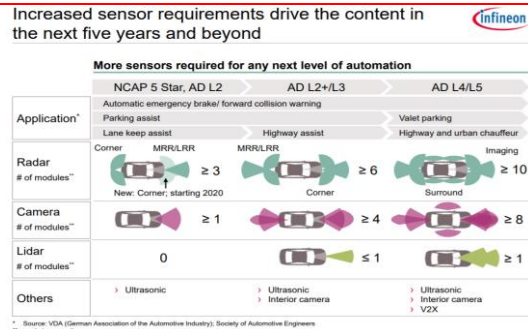 Increased sensor requirements drive the content in
the next five years and beyond
infineon
More sensors required for any next level of automation
NCAP 5 Star, AD L2
AD L2+/L3
AD L4/L5
Application*
Automatic emergency brake/ forward collision warning
Parking assist
Valet parking
Lane keep assist
Highway assist
Highway and urban chauffeur
Radar
# of modules**
Corner
MRR/LRR
≥ 3
New: Corner; starting 2020
MRR/LRR
≥ 6
Corner
Imaging
≥ 10
Surround
Camera
# of modules**
≥ 1
≥ 4
≥ 8
Lidar
# of modules**
0
≤ 1
≥ 1
Others
› Ultrasonic
› Ultrasonic
› Interior camera
› Ultrasonic
› Interior camera
› V2X
* Source: VDA (German Association of the Automotive Industry); Society of Automotive Engineers